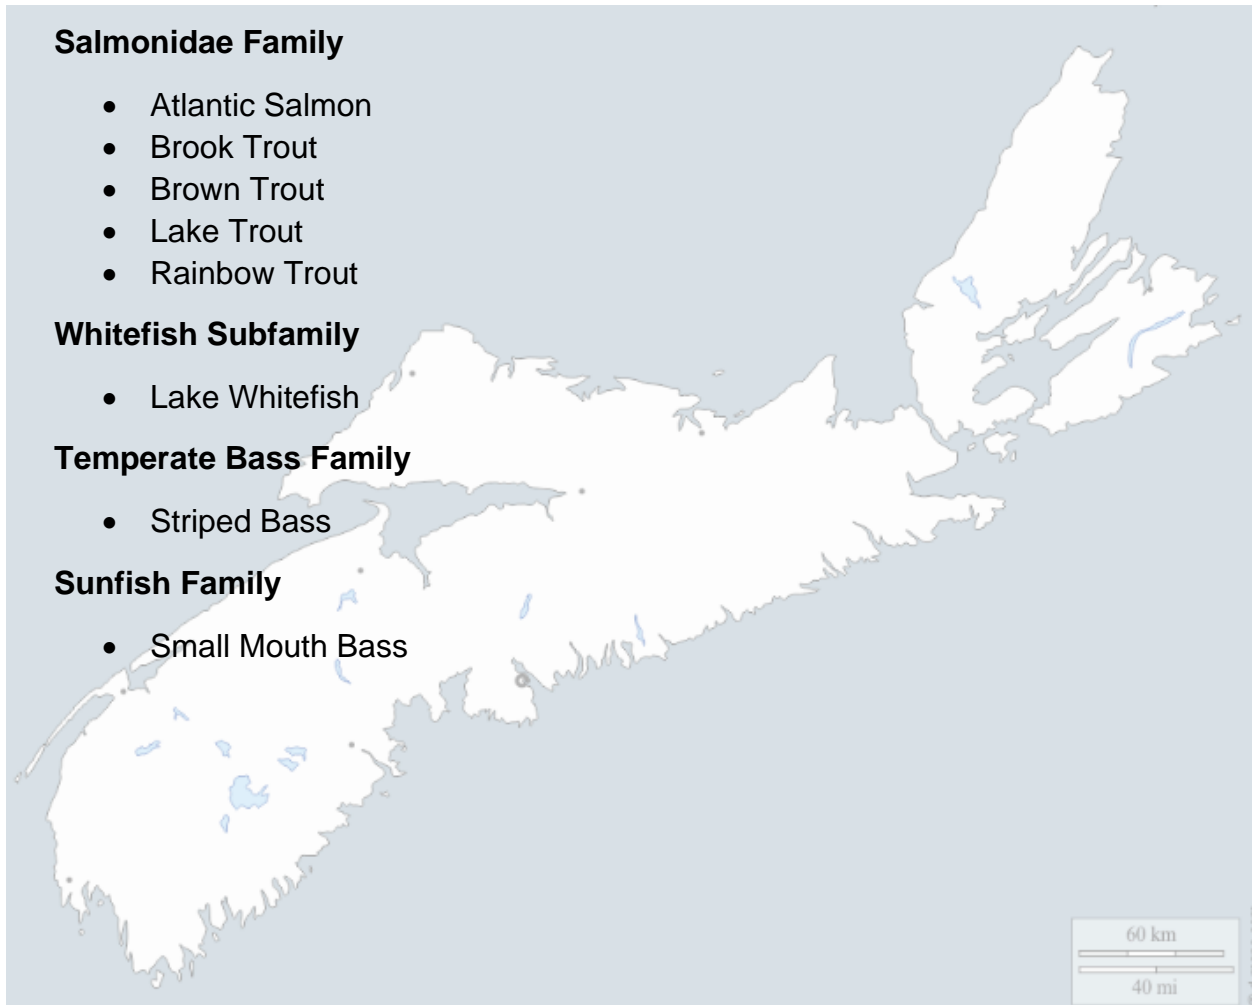 Salmonidae Family
• Atlantic Salmon
• Brook Trout
• Brown Trout
• Lake Trout
• Rainbow Trout
Whitefish Subfamily
• Lake Whitefish
Temperate Bass Family
• Striped Bass
Sunfish Family
• Small Mouth Bass
60 km
40 mi